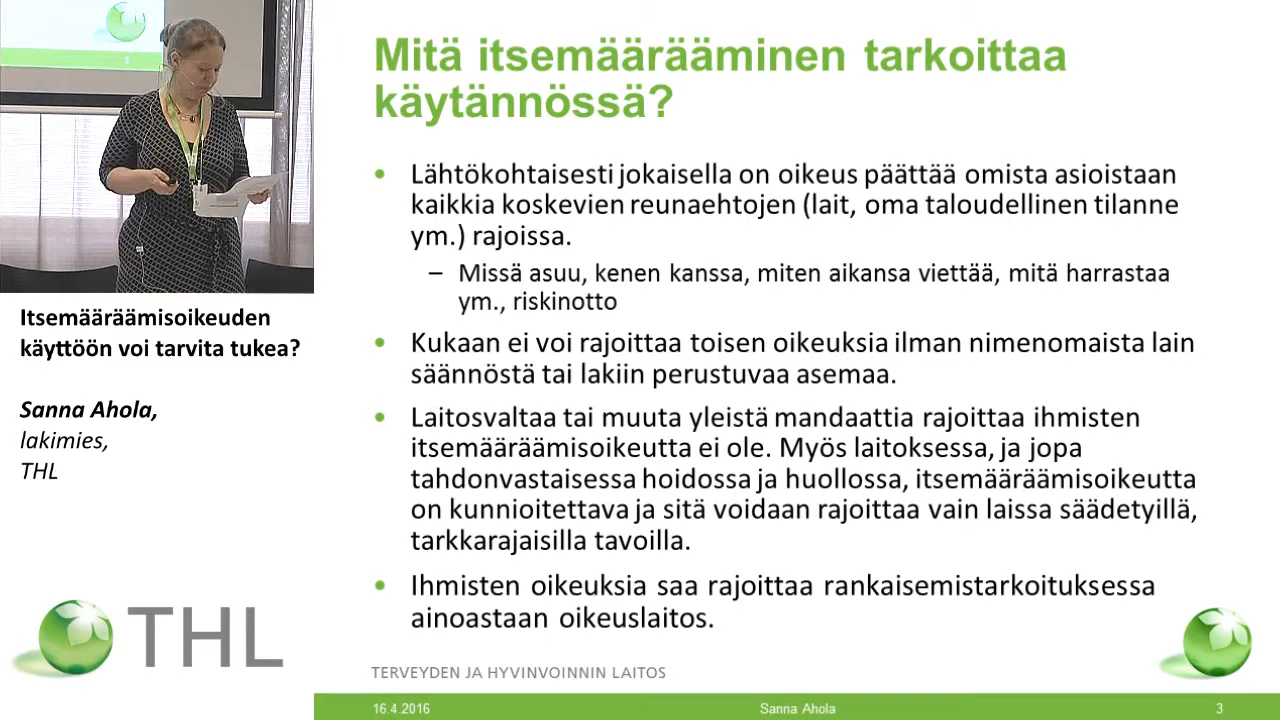 Mitä itsemäärääminen tarkoittaa
käytännössä?
• Lähtökohtaisesti jokaisella on oikeus päättää omista asioistaan
kaikkia koskevien reunaehtojen (lait, oma taloudellinen tilanne
ym.) rajoissa.
– Missä asuu, kenen kanssa, miten aikansa viettää, mitä harrastaa
ym., riskinotto
• Kukaan ei voi rajoittaa toisen oikeuksia ilman nimenomaista lain
säännöstä tai lakiin perustuvaa asemaa.
• Laitosvaltaa tai muuta yleistä mandaattia rajoittaa ihmisten
itsemääräämisoikeutta ei ole. Myös laitoksessa, ja jopa
tahdonvastaisessa hoidossa ja huollossa, itsemääräämisoikeutta
on kunnioitettava ja sitä voidaan rajoittaa vain laissa säädetyillä,
tarkkarajaisilla tavoilla.
• Ihmisten oikeuksia saa rajoittaa rankaisemistarkoituksessa
ainoastaan oikeuslaitos.
Itsemääräämisoikeuden
käyttöön voi tarvita tukea?
Sanna Ahola,
lakimies,
THL
THL
TERVEYDEN JA HYVINVOINNIN LAITOS
16.4.2016
Sanna Ahola
3